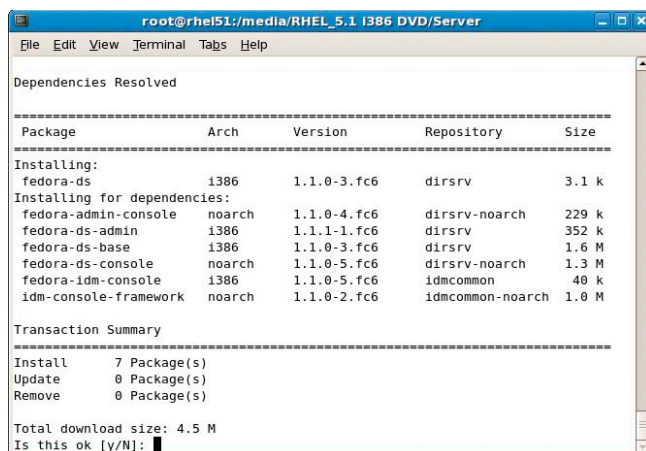 root@rhel51:/media/RHEL_5.1 i386 DVD/Server
File Edit View Terminal Tabs Help
Dependencies Resolved
================================================================================
Package Arch Version Repository Size
================================================================================
Installing:
fedora-ds i386 1.1.0-3.fc6 dirsrv 3.1 k
Installing for dependencies:
fedora-admin-console noarch 1.1.0-4.fc6 dirsrv-noarch 229 k
fedora-ds-admin i386 1.1.1-1.fc6 dirsrv 352 k
fedora-ds-base i386 1.1.0-3.fc6 dirsrv 1.6 M
fedora-ds-console noarch 1.1.0-5.fc6 dirsrv-noarch 1.3 M
fedora-idm-console i386 1.1.0-5.fc6 idmcommon 40 k
idm-console-framework noarch 1.1.0-2.fc6 idmcommon-noarch 1.0 M
Transaction Summary
================================================================================
Install 7 Package(s)
Update 0 Package(s)
Remove 0 Package(s)
Total download size: 4.5 M
Is this ok [y/N]: